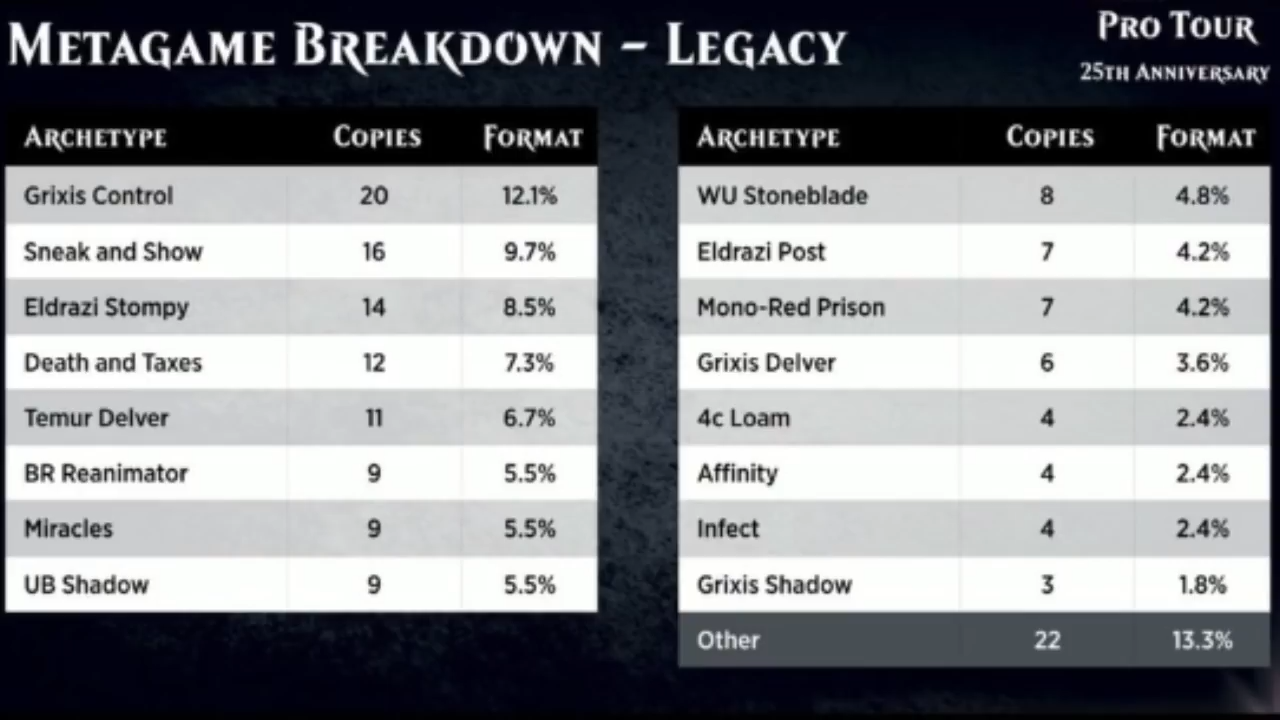 METAGAME BREAKDOWN – LEGACY
PRO TOUR
25TH ANNIVERSARY
ARCHETYPE COPIES FORMAT
Grixis Control 20 12.1%
Sneak and Show 16 9.7%
Eldrazi Stompy 14 8.5%
Death and Taxes 12 7.3%
Temur Delver 11 6.7%
BR Reanimator 9 5.5%
Miracles 9 5.5%
UB Shadow 9 5.5%
ARCHETYPE COPIES FORMAT
WU Stoneblade 8 4.8%
Eldrazi Post 7 4.2%
Mono-Red Prison 7 4.2%
Grixis Delver 6 3.6%
4c Loam 4 2.4%
Affinity 4 2.4%
Infect 4 2.4%
Grixis Shadow 3 1.8%
Other 22 13.3%